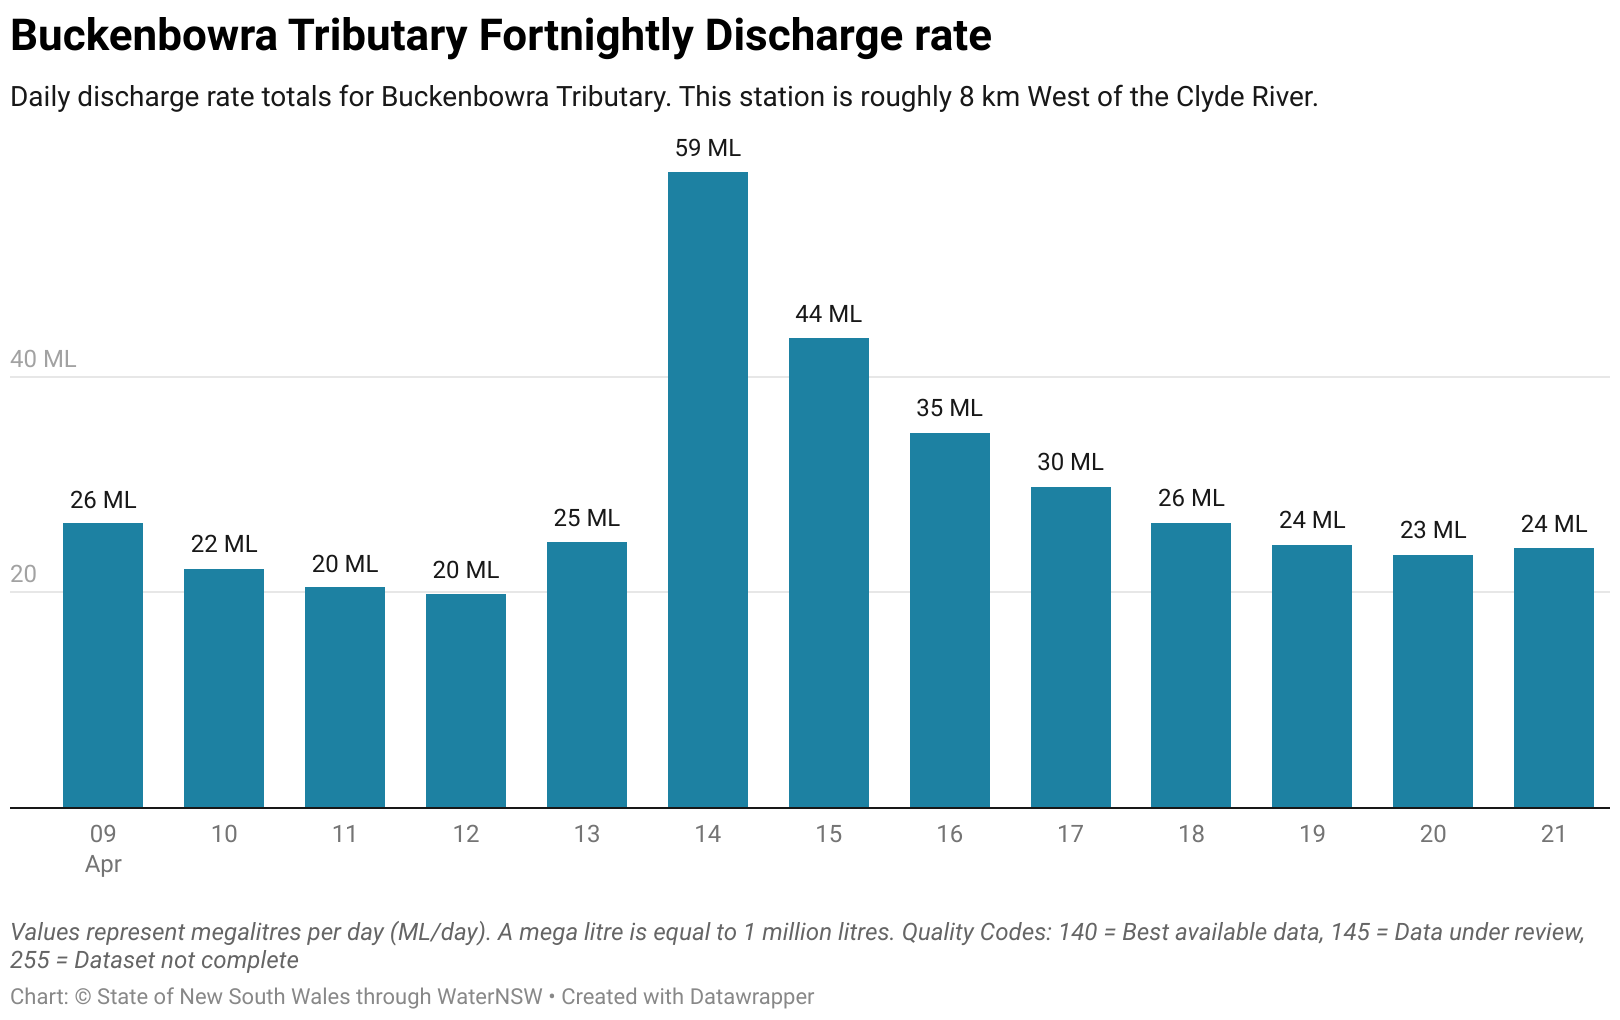 Buckenbowra Tributary Fortnightly Discharge rate
Daily discharge rate totals for Buckenbowra Tributary. This station is roughly 8 km West of the Clyde River.
59 ML
44 ML
40 ML
35 ML
30 ML
26 ML
26 ML
25 ML
24 ML
24 ML
23 ML
22 ML
20 ML
20 ML
20
09 10 11 12 13 14 15 16 17 18 19 20 21
Apr
Values represent megalitres per day (ML/day). A mega litre is equal to 1 million litres. Quality Codes: 140 = Best available data, 145 = Data under review,
255 = Dataset not complete
Chart: © State of New South Wales through WaterNSW • Created with Datawrapper